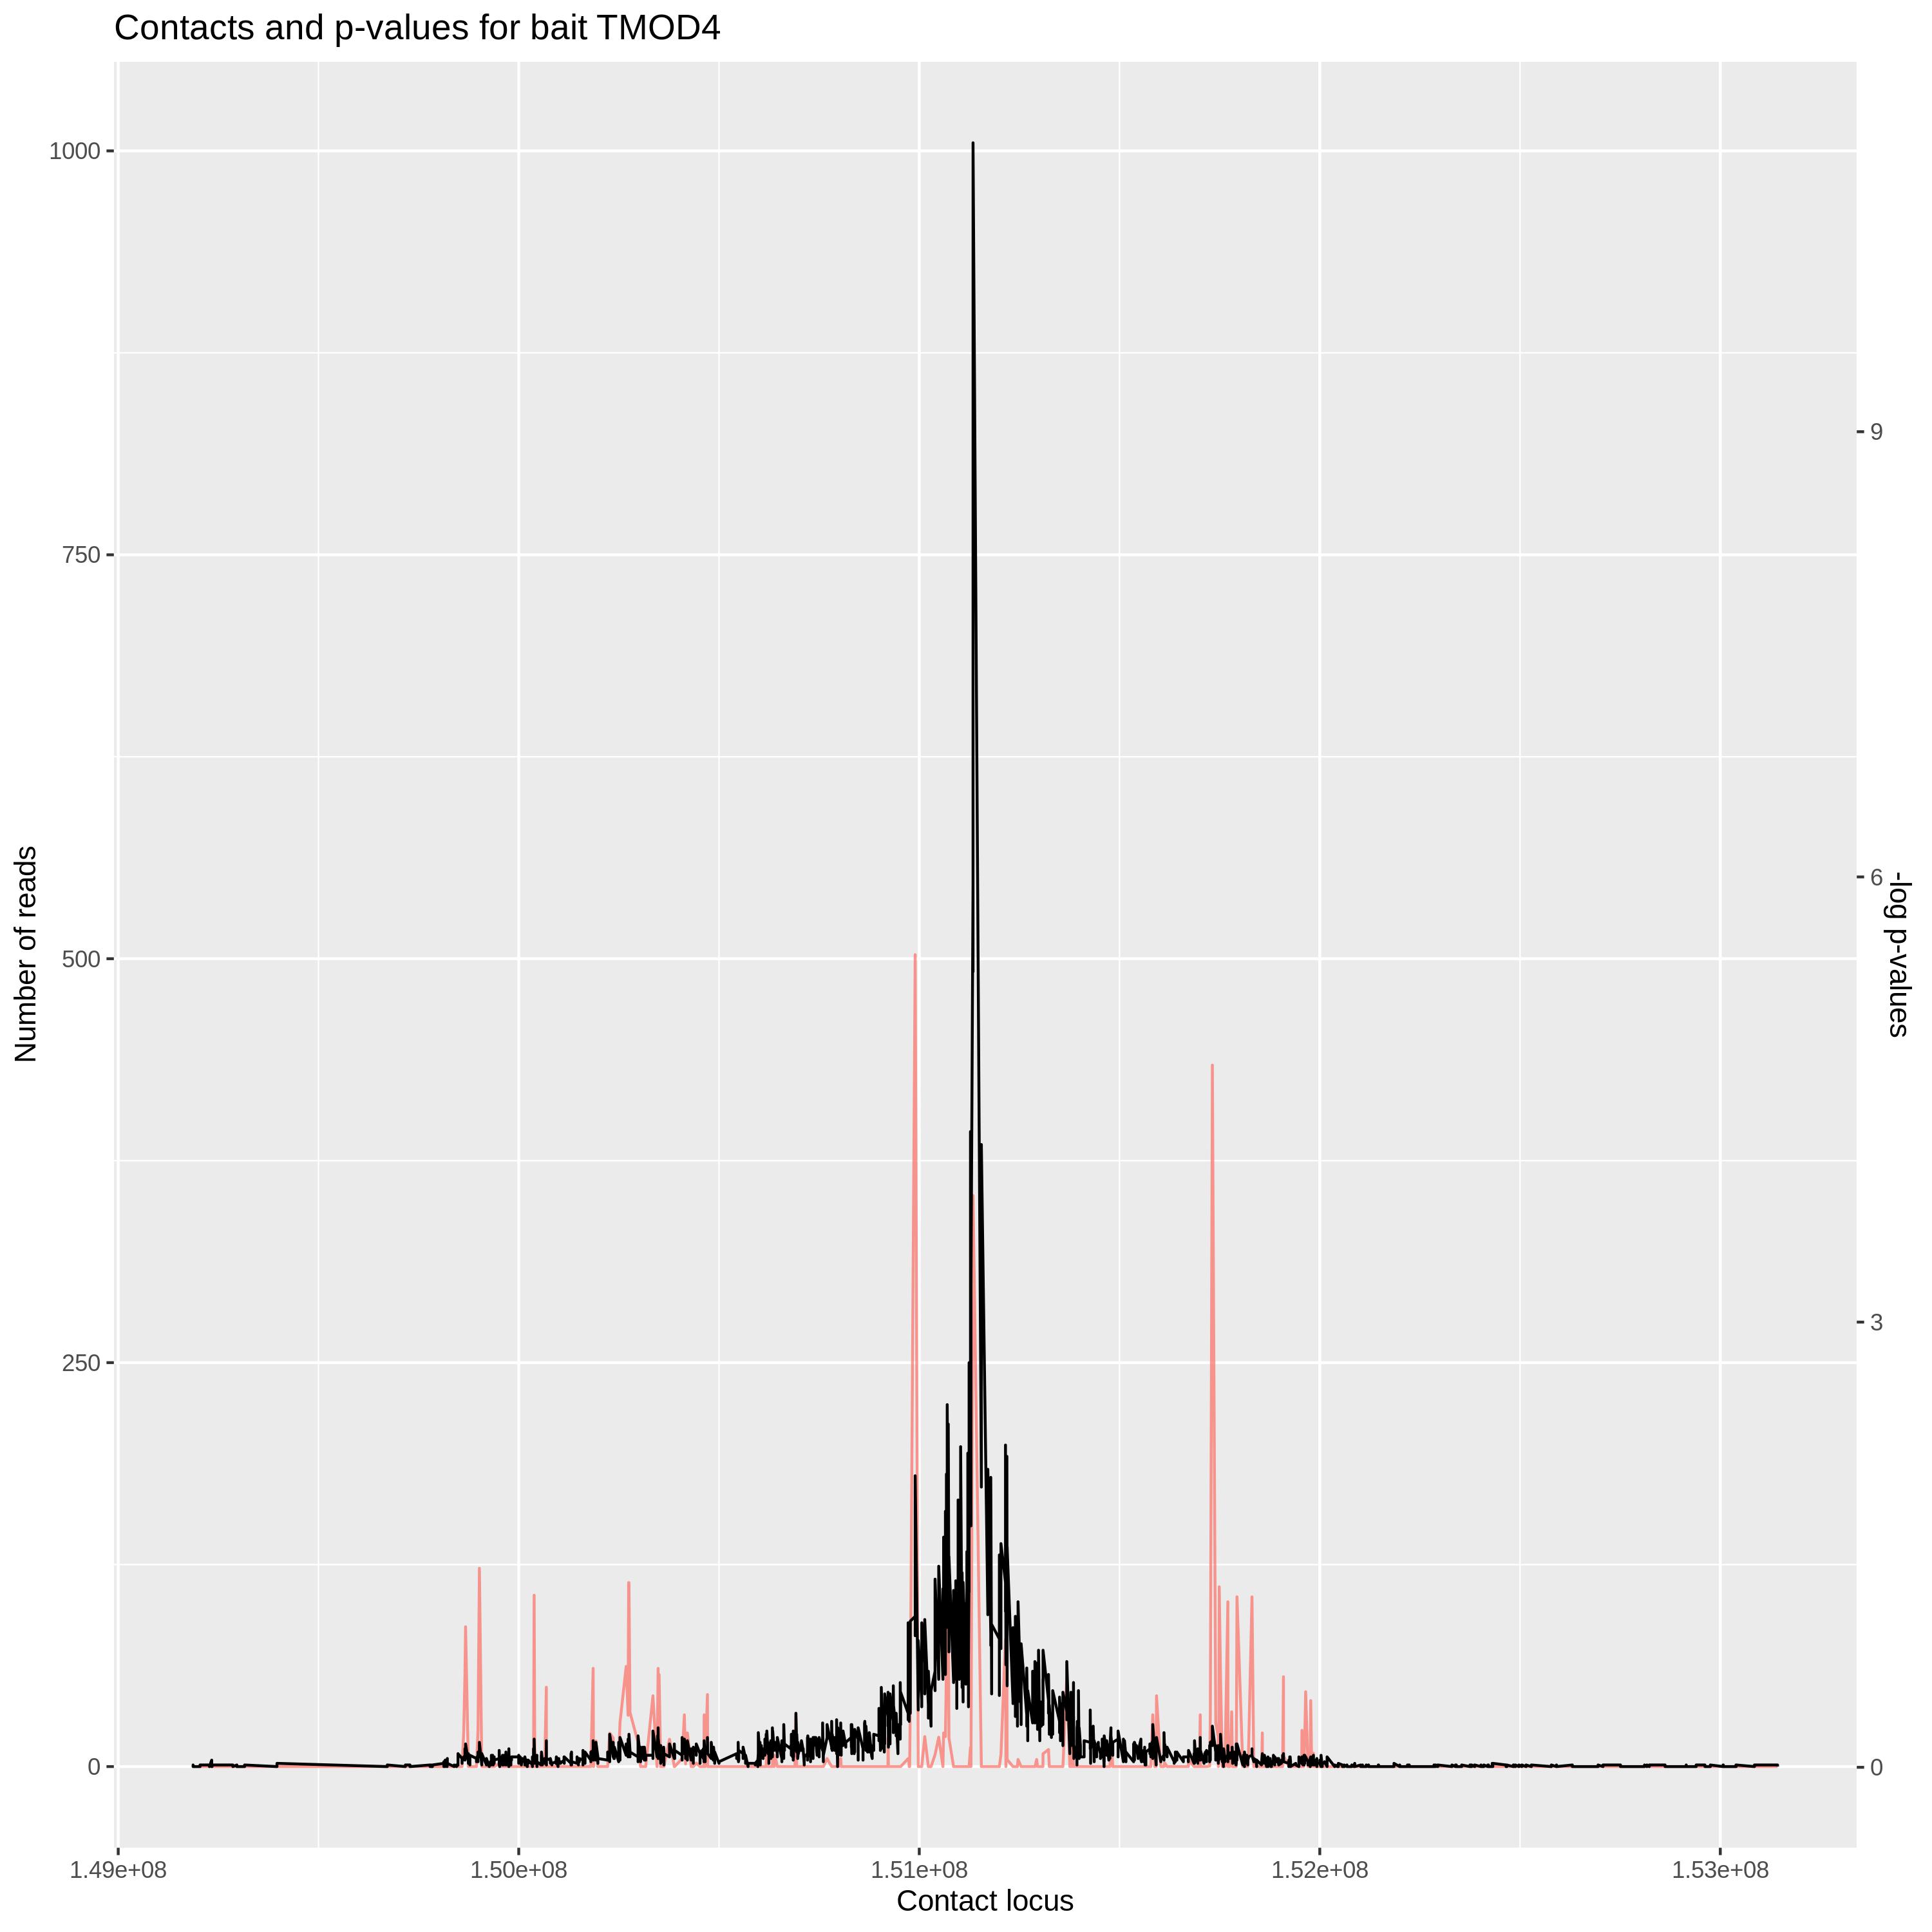 Contacts and p-values for bait TMOD4
1000
750
500
250
0
Number of reads
9
6
3
0
-log p-values
1.49e+08 1.50e+08 1.51e+08 1.52e+08 1.53e+08
Contact locus